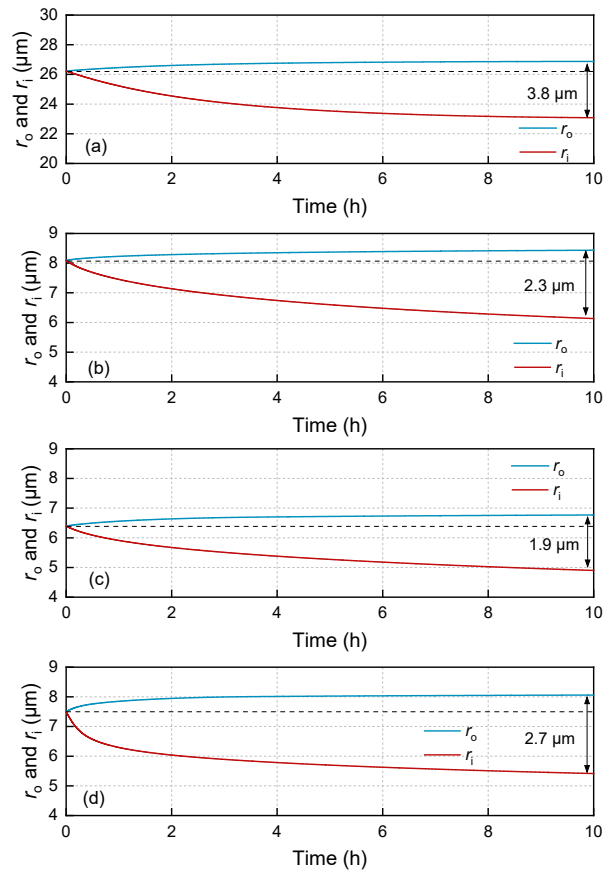 30
28
26
24
22
20
r_o and r_i (µm)
3.8 µm
r_o
r_i
(a)
0 2 4 6 8 10
Time (h)
9
8
7
6
5
4
r_o and r_i (µm)
2.3 µm
r_o
r_i
(b)
0 2 4 6 8 10
Time (h)
9
8
7
6
5
4
r_o and r_i (µm)
r_o
r_i
1.9 µm
(c)
0 2 4 6 8 10
Time (h)
9
8
7
6
5
4
r_o and r_i (µm)
r_o
r_i
2.7 µm
(d)
0 2 4 6 8 10
Time (h)